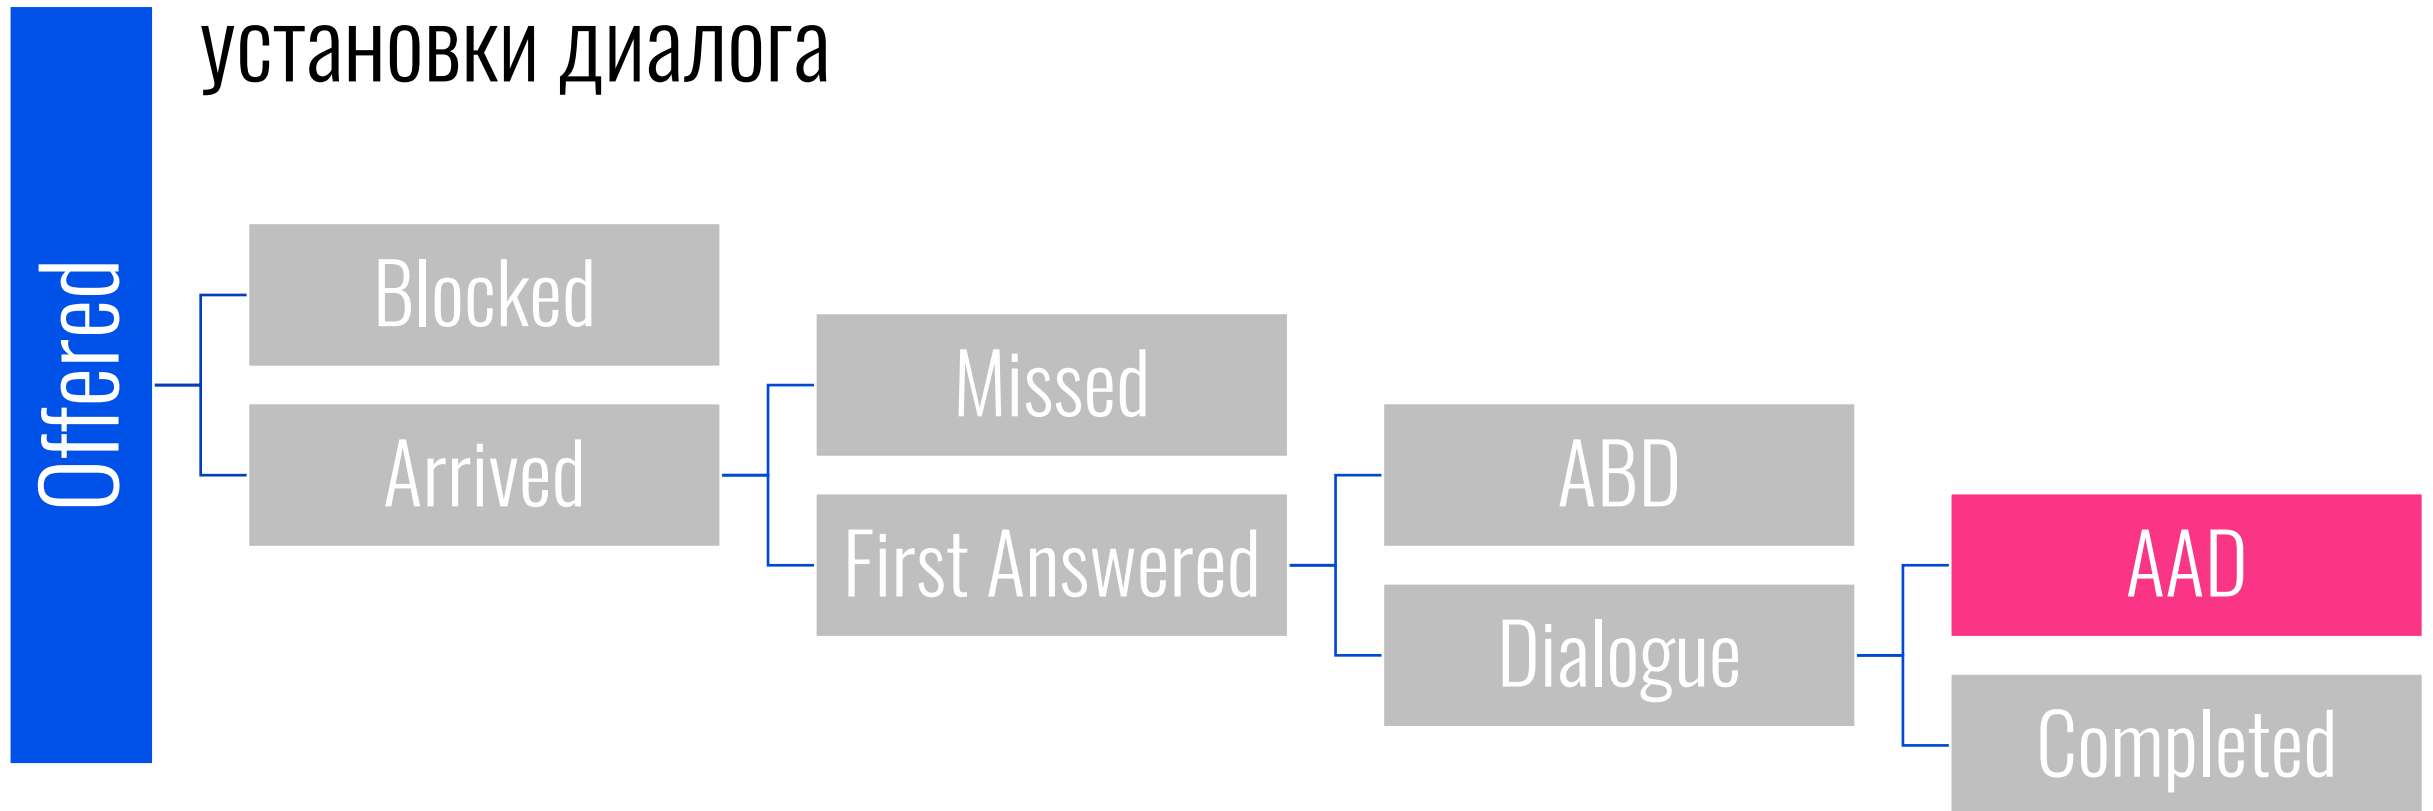 установки диалога
Offered
Blocked
Arrived
Missed
First Answered
ABD
Dialogue
AAD
Completed